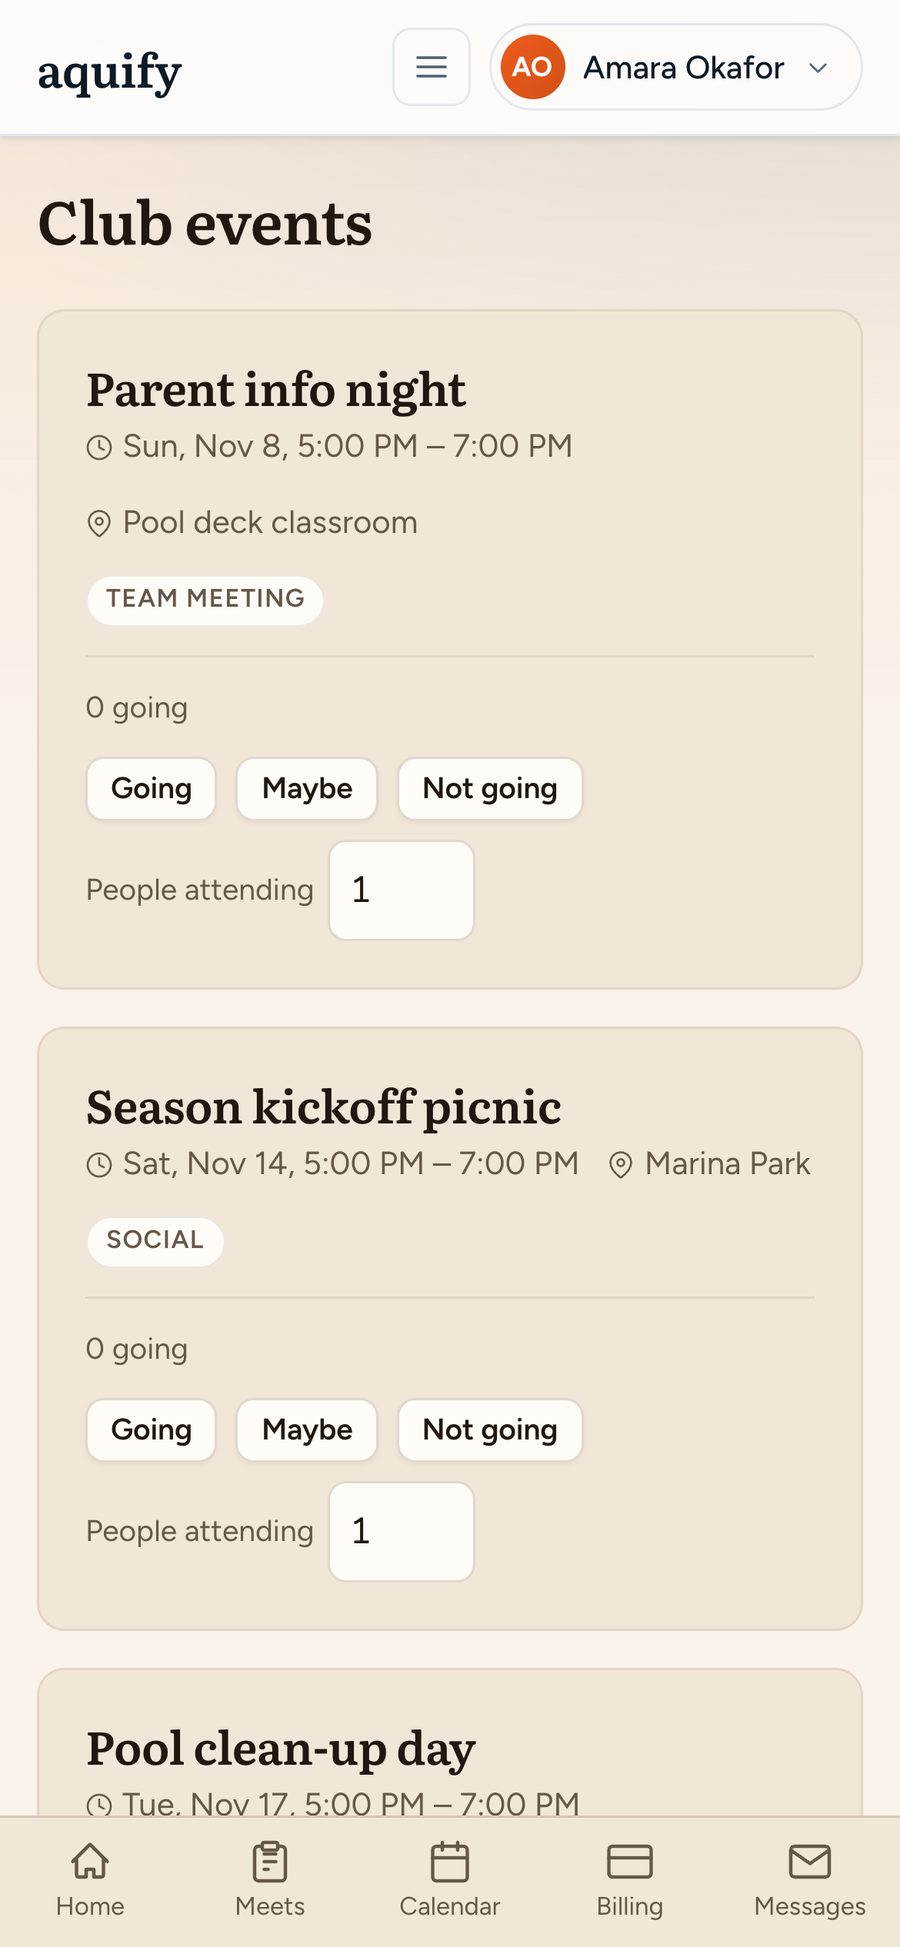 aquify
AO Amara Okafor
Club events
Parent info night
Sun, Nov 8, 5:00 PM – 7:00 PM
Pool deck classroom
TEAM MEETING
0 going
Going Maybe Not going
People attending 1
Season kickoff picnic
Sat, Nov 14, 5:00 PM – 7:00 PM Marina Park
SOCIAL
0 going
Going Maybe Not going
People attending 1
Pool clean-up day
Tue, Nov 17, 5:00 PM – 7:00 PM
Home Meets Calendar Billing Messages